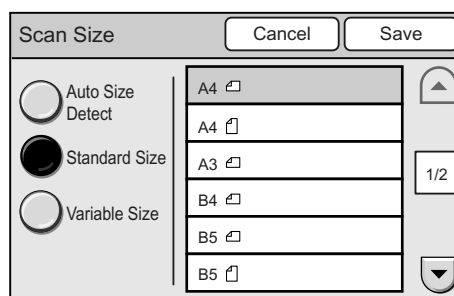 Scan Size
Cancel
Save
Auto Size
Detect
Standard Size
Variable Size
A4
A4
A3
B4
B5
B5
1/2